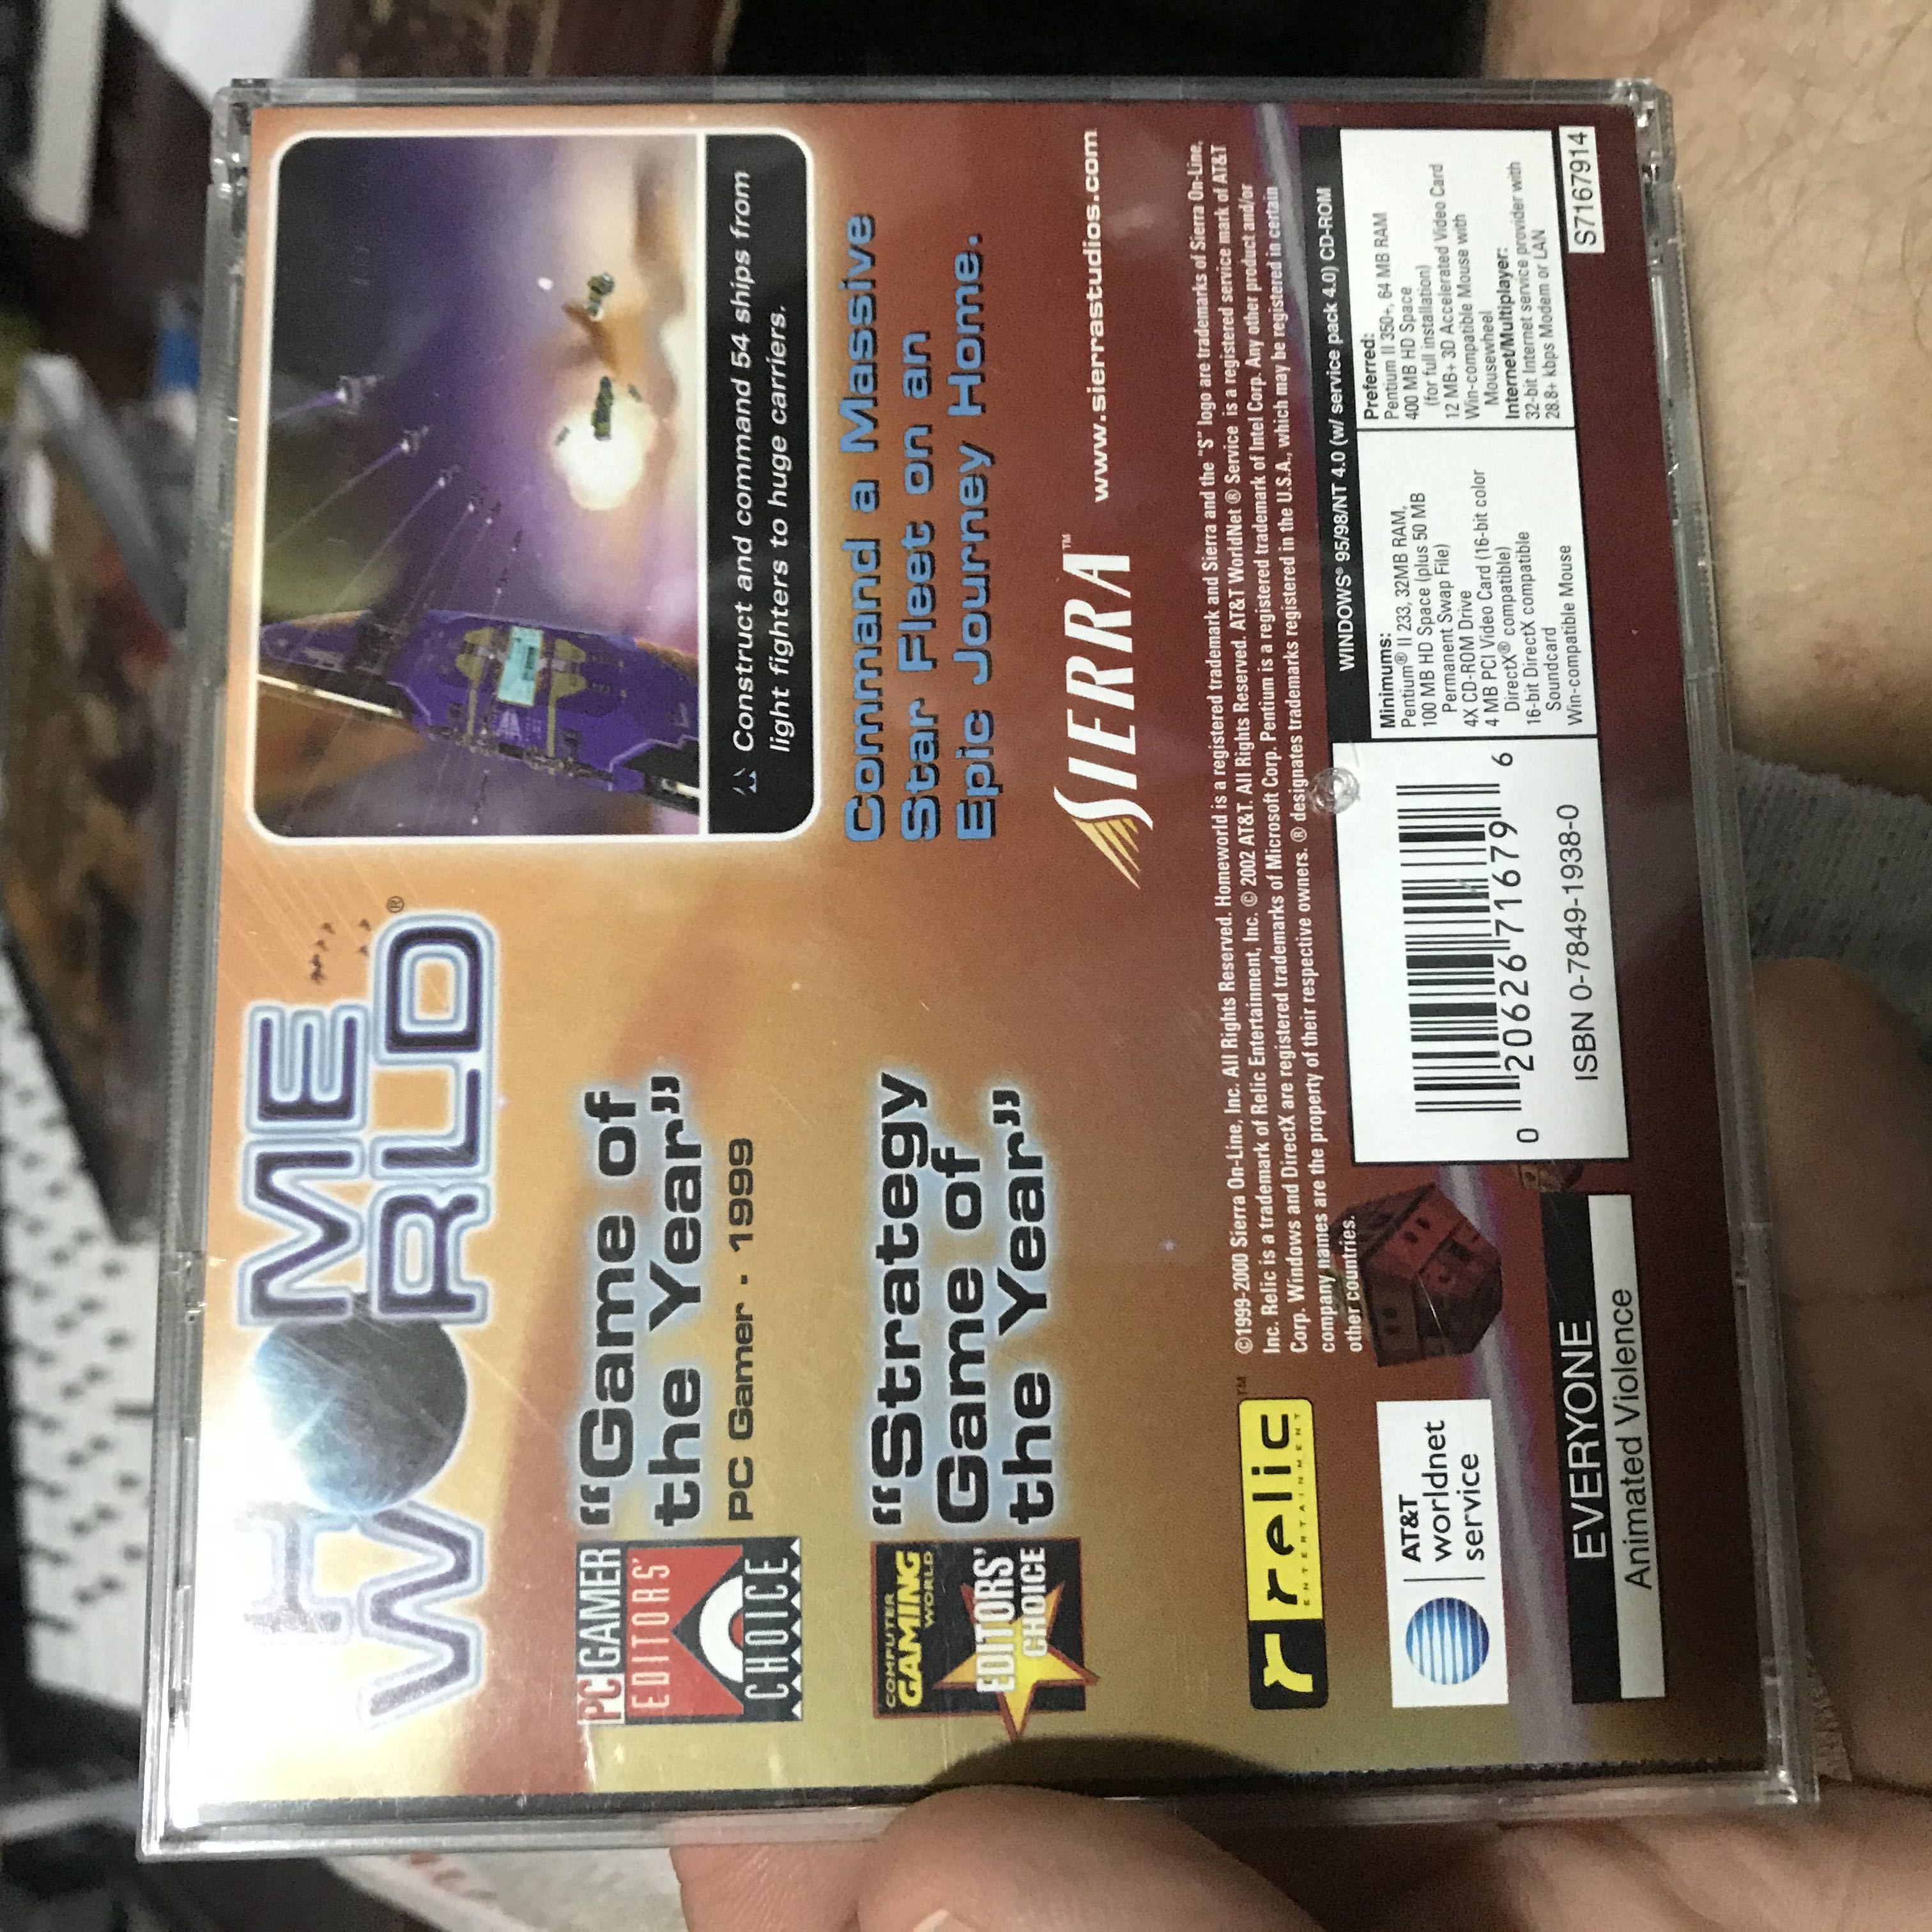 HOME
WORLD®
PC GAMER
EDITORS'
CHOICE
"Game of
the Year"
PC Gamer - 1999
COMPUTER
GAMING
WORLD
EDITORS'
CHOICE
"Strategy
Game of
the Year"
Construct and command 54 ships from
light fighters to huge carriers.
Command a Massive
Star Fleet on an
Epic Journey Home.
SIERRA™
www.sierrastudios.com
relic™
ENTERTAINMENT
©1999-2000 Sierra On-Line, Inc. All Rights Reserved. Homeworld is a registered trademark and Sierra and the "S" logo are trademarks of Sierra On-Line,
Inc. Relic is a trademark of Relic Entertainment, Inc. © 2002 AT&T. All Rights Reserved. AT&T WorldNet ® Service is a registered service mark of AT&T
Corp. Windows and DirectX are registered trademarks of Microsoft Corp. Pentium is a registered trademark of Intel Corp. Any other product and/or
company names are the property of their respective owners. ® designates trademarks registered in the U.S.A., which may be registered in certain
other countries.
AT&T
worldnet
service
EVERYONE
Animated Violence
0 20626 71679 6
ISBN 0-7849-1938-0
WINDOWS® 95/98/NT 4.0 (w/ service pack 4.0) CD-ROM
Minimums:
Pentium® II 233, 32MB RAM,
100 MB HD Space (plus 50 MB
Permanent Swap File)
4X CD-ROM Drive
4 MB PCI Video Card (16-bit color
DirectX® compatible)
16-bit DirectX compatible
Soundcard
Win-compatible Mouse
Preferred:
Pentium II 350+, 64 MB RAM
400 MB HD Space
(for full installation)
12 MB+ 3D Accelerated Video Card
Win-compatible Mouse with
Mousewheel
Internet/Multiplayer:
32-bit Internet service provider with
28.8+ kbps Modem or LAN
S7167914